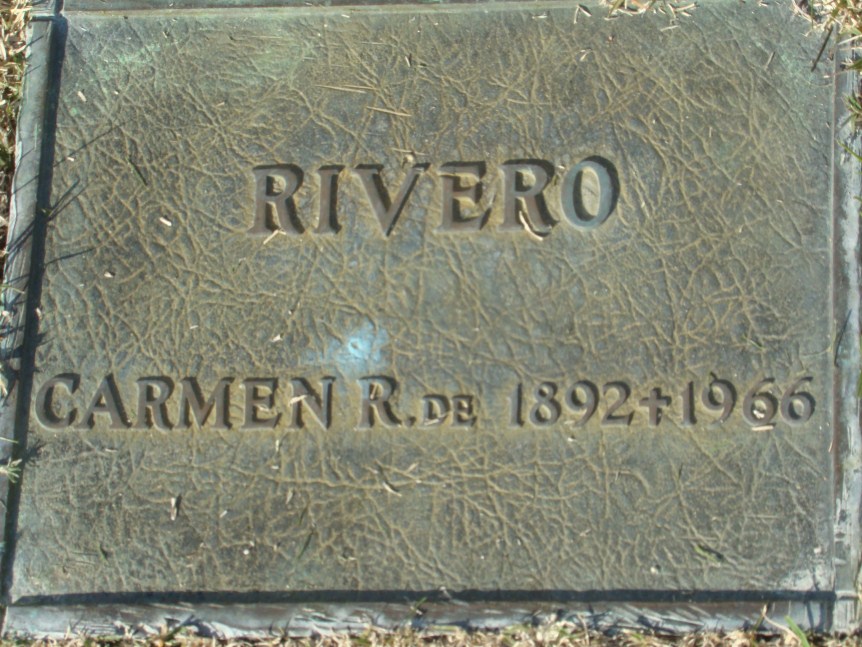 RIVERO
CARMEN R. DE 1892+1966